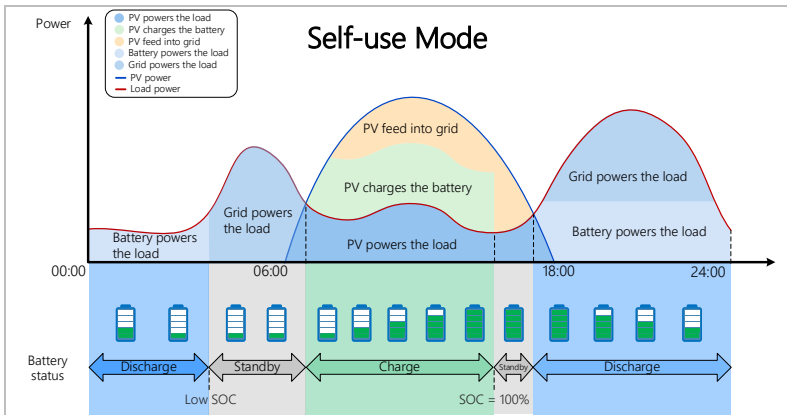 Power
PV powers the load
PV charges the battery
PV feed into grid
Battery powers the load
Grid powers the load
PV power
Load power
Self-use Mode
PV feed into grid
PV charges the battery
Grid powers
the load
Grid powers the load
Battery powers
the load
PV powers the load
Battery powers the load
00:00
06:00
18:00
24:00
Battery
status
Discharge
Standby
Charge
Standby
Discharge
Low SOC
SOC = 100%